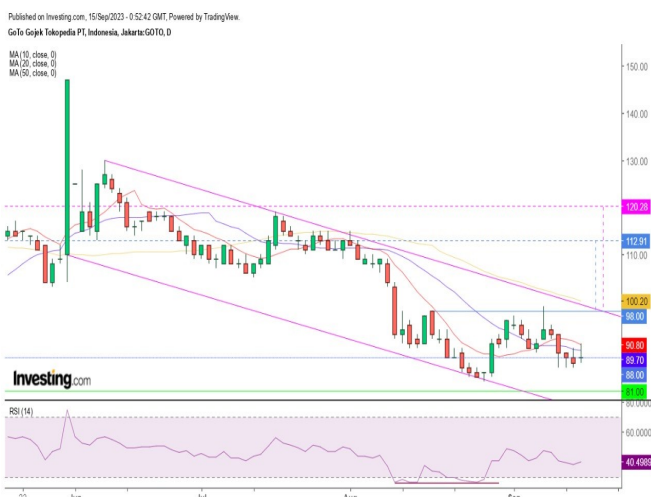 Published on Investing.com, 15/Sep/2023 - 0:52:42 GMT, Powered by TradingView.
GoTo Gojek Tokopedia PT, Indonesia, Jakarta:GOTO, D
MA (10, close, 0)
MA (20, close, 0)
MA (50, close, 0)
150.00
140.00
130.00
120.28
112.91
110.00
100.20
98.00
90.80
89.70
88.00
81.00
Investing.com
80.0000
RSI (14)
60.0000
40.4989